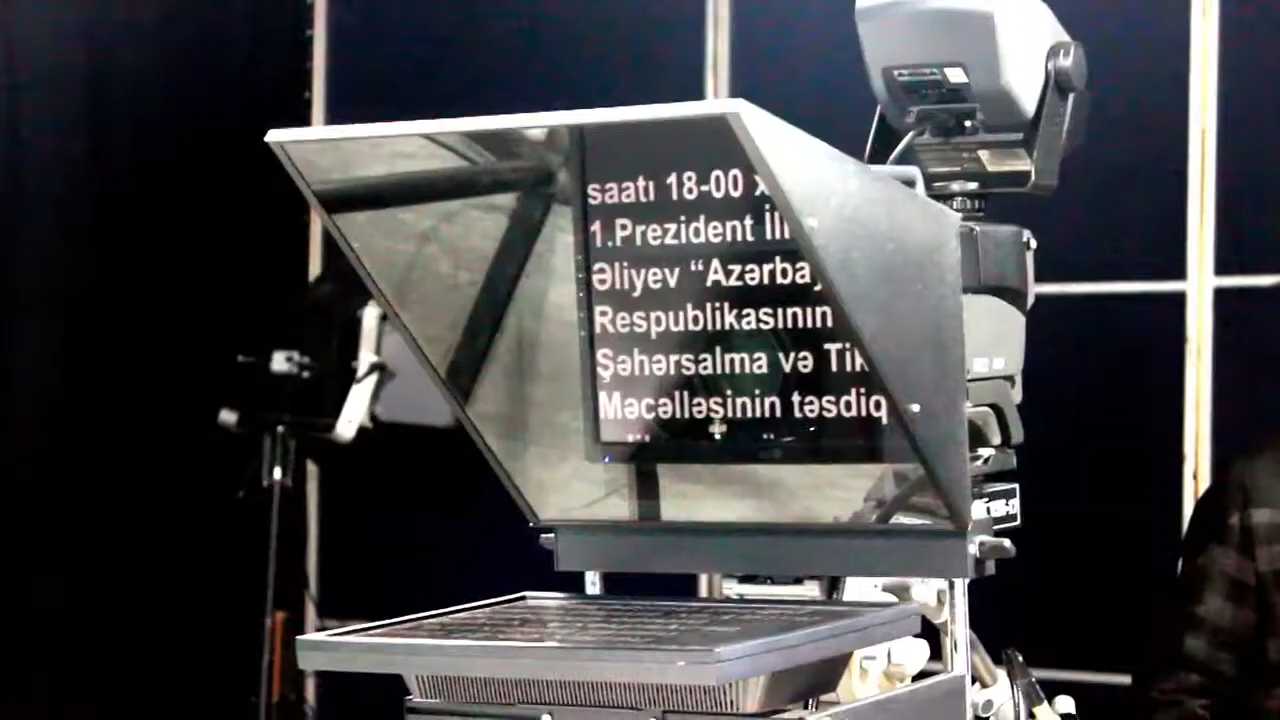 saatı 18-00
1.Prezident
Əliyev “Azərba
Respublikasının
Şəhərsalma və Tik
Məcəlləsinin təsdiq